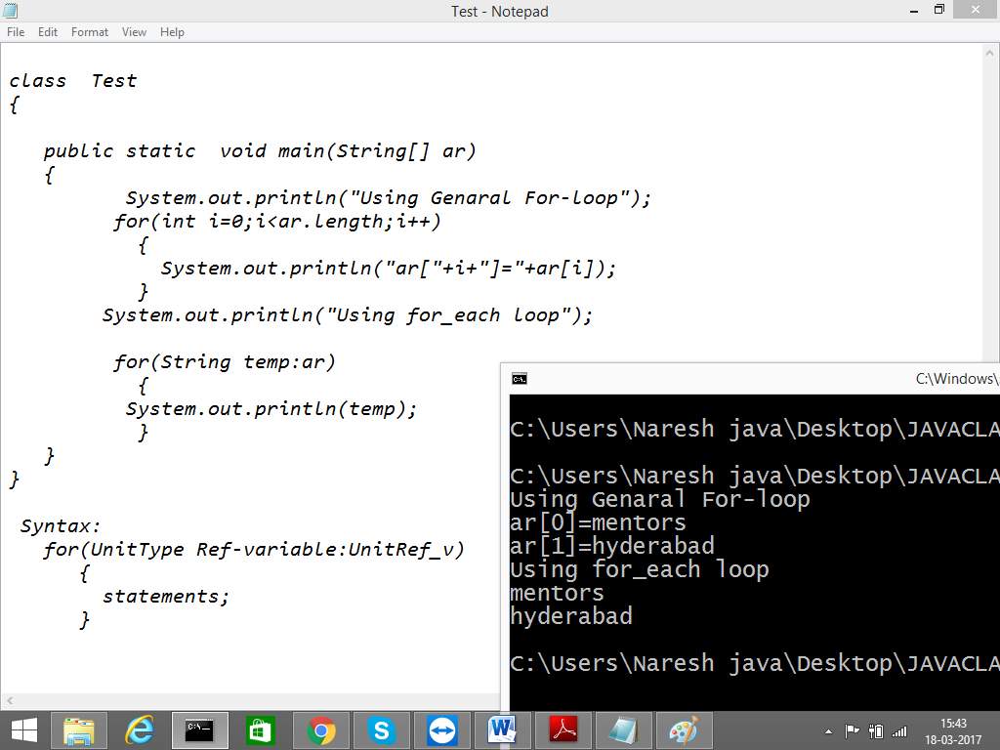 Test - Notepad
File Edit Format View Help
class  Test
{
public static  void main(String[] ar)
{
System.out.println("Using Genaral For-loop");
for(int i=0;i<ar.length;i++)
{
System.out.println("ar["+i+"]="+ar[i]);
}
System.out.println("Using for_each loop");
for(String temp:ar)
{
System.out.println(temp);
}
}
}
Syntax:
for(UnitType Ref-variable:UnitRef_v)
{
statements;
}
C:\Windows\
C:\Users\Naresh java\Desktop\JAVACLA
C:\Users\Naresh java\Desktop\JAVACLA
Using Genaral For-loop
ar[0]=mentors
ar[1]=hyderabad
Using for_each loop
mentors
hyderabad
C:\Users\Naresh java\Desktop\JAVACLA
15:43
18-03-2017